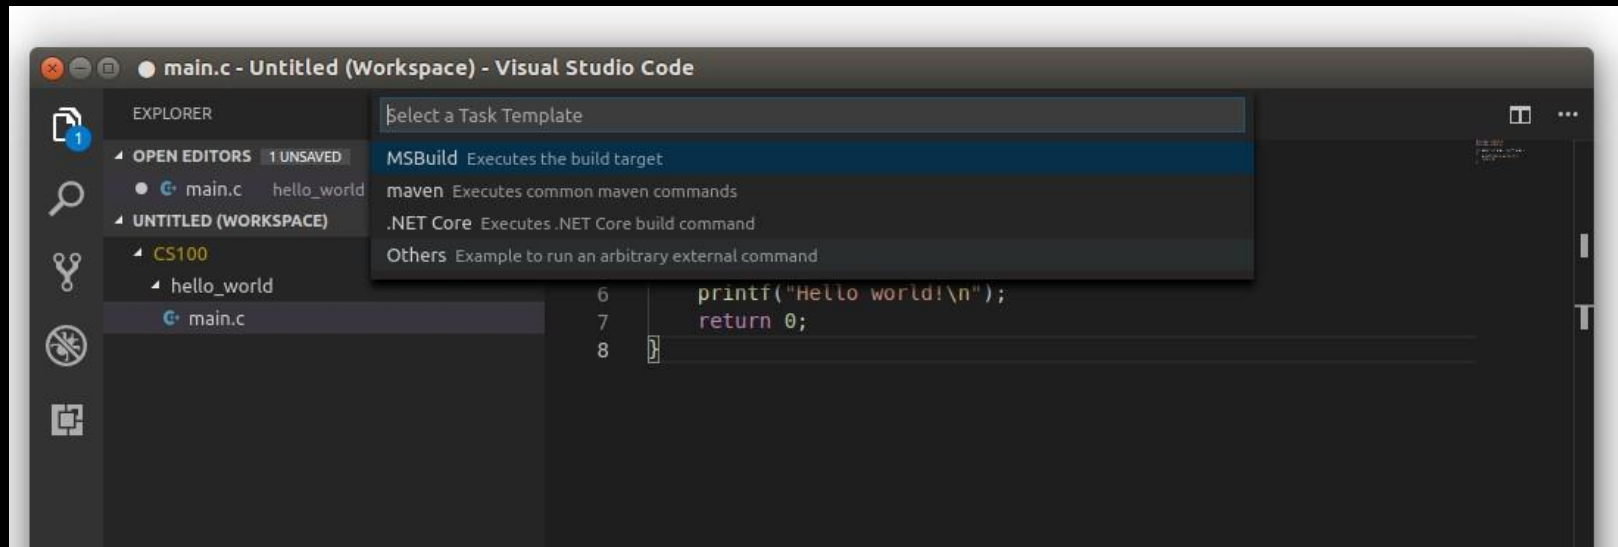 main.c - Untitled (Workspace) - Visual Studio Code
EXPLORER
Select a Task Template
1
OPEN EDITORS 1 UNSAVED
MSBuild Executes the build target
main.c hello_world
maven Executes common maven commands
UNTITLED (WORKSPACE)
.NET Core Executes .NET Core build command
CS100
Others Example to run an arbitrary external command
hello_world
6 printf("Hello world!\n");
main.c
7 return 0;
8 }